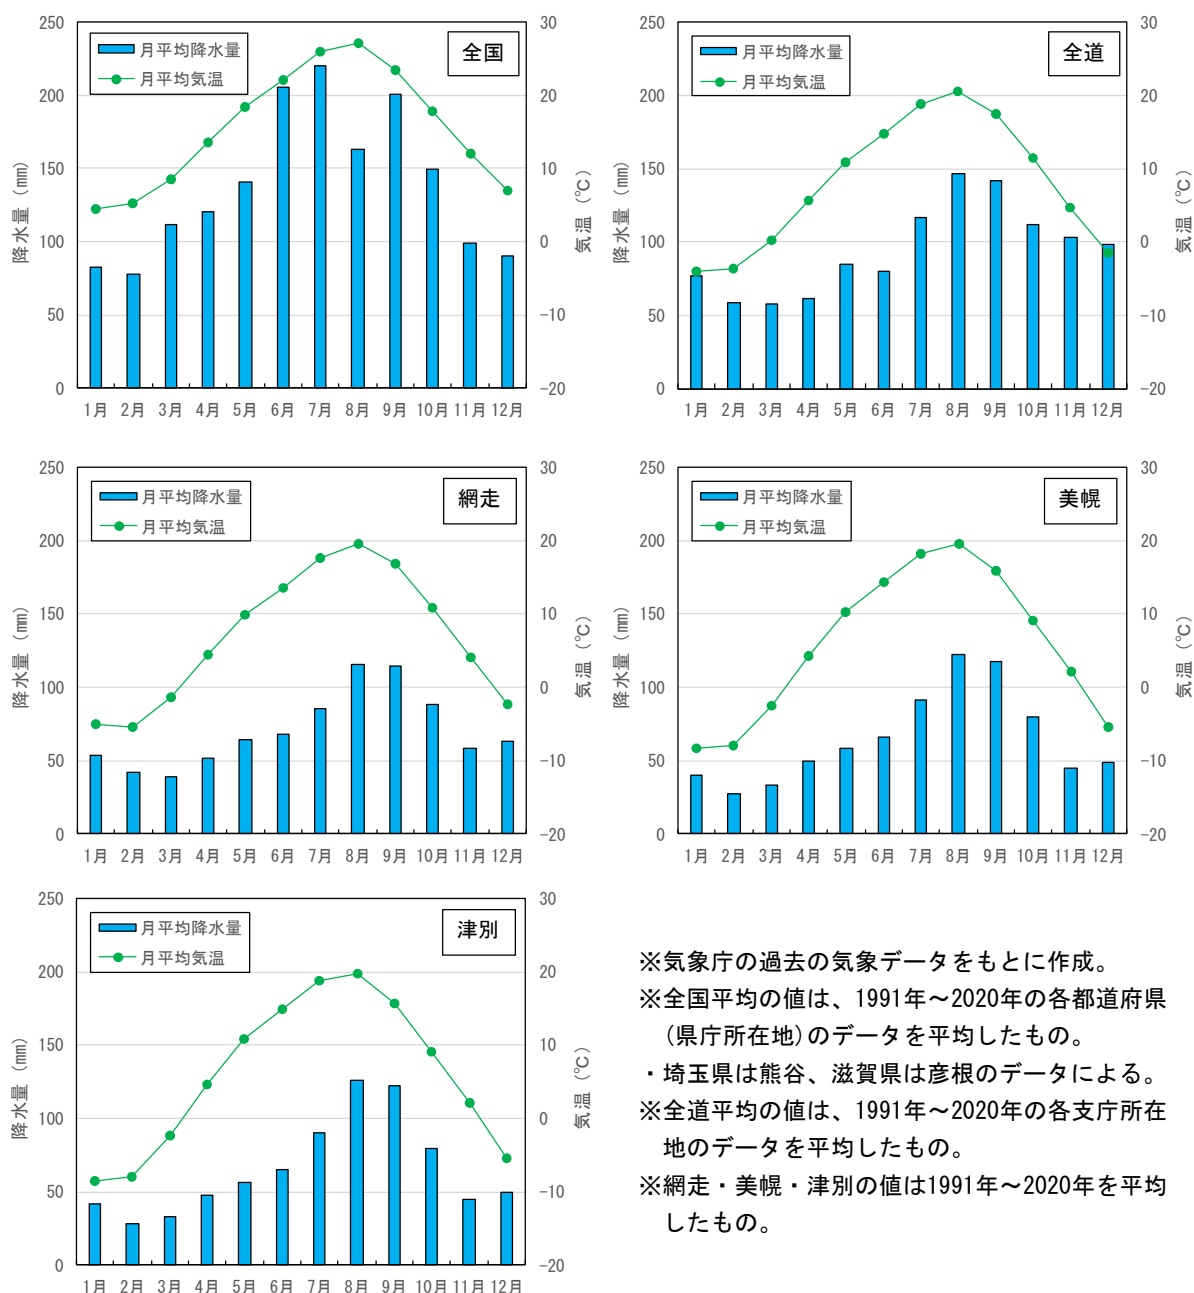 全国
月平均降水量
月平均気温
降水量 (mm)
気温 (℃)
250
200
150
100
50
0
30
20
10
0
−10
−20
1月 2月 3月 4月 5月 6月 7月 8月 9月 10月 11月 12月
全道
月平均降水量
月平均気温
降水量 (mm)
気温 (℃)
250
200
150
100
50
0
30
20
10
0
−10
−20
1月 2月 3月 4月 5月 6月 7月 8月 9月 10月 11月 12月
網走
月平均降水量
月平均気温
降水量 (mm)
気温 (℃)
250
200
150
100
50
0
30
20
10
0
−10
−20
1月 2月 3月 4月 5月 6月 7月 8月 9月 10月 11月 12月
美幌
月平均降水量
月平均気温
降水量 (mm)
気温 (℃)
250
200
150
100
50
0
30
20
10
0
−10
−20
1月 2月 3月 4月 5月 6月 7月 8月 9月 10月 11月 12月
津別
月平均降水量
月平均気温
降水量 (mm)
気温 (℃)
250
200
150
100
50
0
30
20
10
0
−10
−20
1月 2月 3月 4月 5月 6月 7月 8月 9月 10月 11月 12月
※気象庁の過去の気象データをもとに作成。
※全国平均の値は、1991年～2020年の各都道府県
(県庁所在地)のデータを平均したもの。
・埼玉県は熊谷、滋賀県は彦根のデータによる。
※全道平均の値は、1991年～2020年の各支庁所在
地のデータを平均したもの。
※網走・美幌・津別の値は1991年～2020年を平均
したもの。